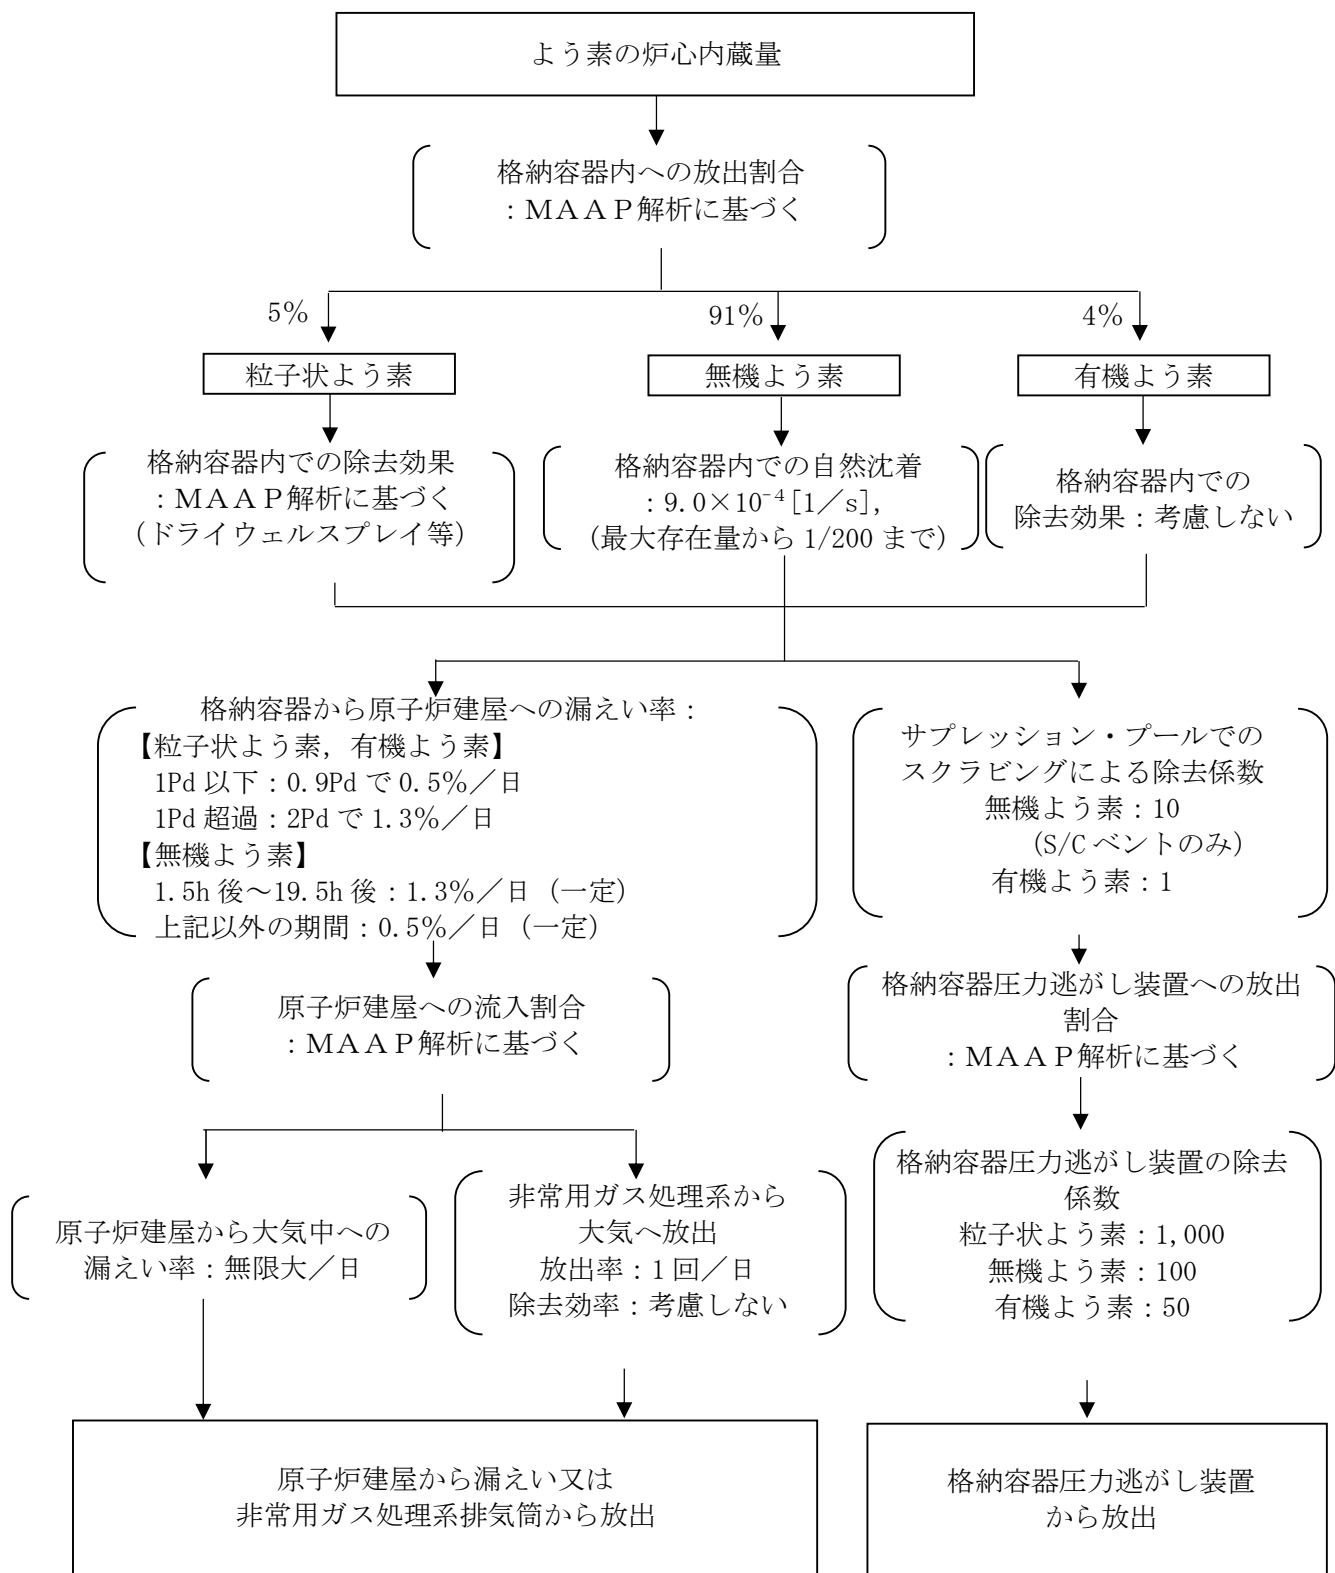 よう素の炉心内蔵量
格納容器内への放出割合
：ＭＡＡＰ解析に基づく
5％
91％
4％
粒子状よう素
無機よう素
有機よう素
格納容器内での除去効果
：ＭＡＡＰ解析に基づく
（ドライウェルスプレイ等）
格納容器内での自然沈着
：9.0×10⁻⁴[1／s],
（最大存在量から 1/200 まで）
格納容器内での
除去効果：考慮しない
格納容器から原子炉建屋への漏えい率：
【粒子状よう素，有機よう素】
1Pd 以下：0.9Pd で 0.5％／日
1Pd 超過：2Pd で 1.3％／日
【無機よう素】
1.5h 後～19.5h 後：1.3％／日（一定）
上記以外の期間：0.5％／日（一定）
サプレッション・プールでの
スクラビングによる除去係数
無機よう素：10
（S/C ベントのみ）
有機よう素：1
原子炉建屋への流入割合
：ＭＡＡＰ解析に基づく
格納容器圧力逃がし装置への放出
割合
：ＭＡＡＰ解析に基づく
原子炉建屋から大気中への
漏えい率：無限大／日
非常用ガス処理系から
大気へ放出
放出率：1 回／日
除去効率：考慮しない
格納容器圧力逃がし装置の除去
係数
粒子状よう素：1,000
無機よう素：100
有機よう素：50
原子炉建屋から漏えい又は
非常用ガス処理系排気筒から放出
格納容器圧力逃がし装置
から放出